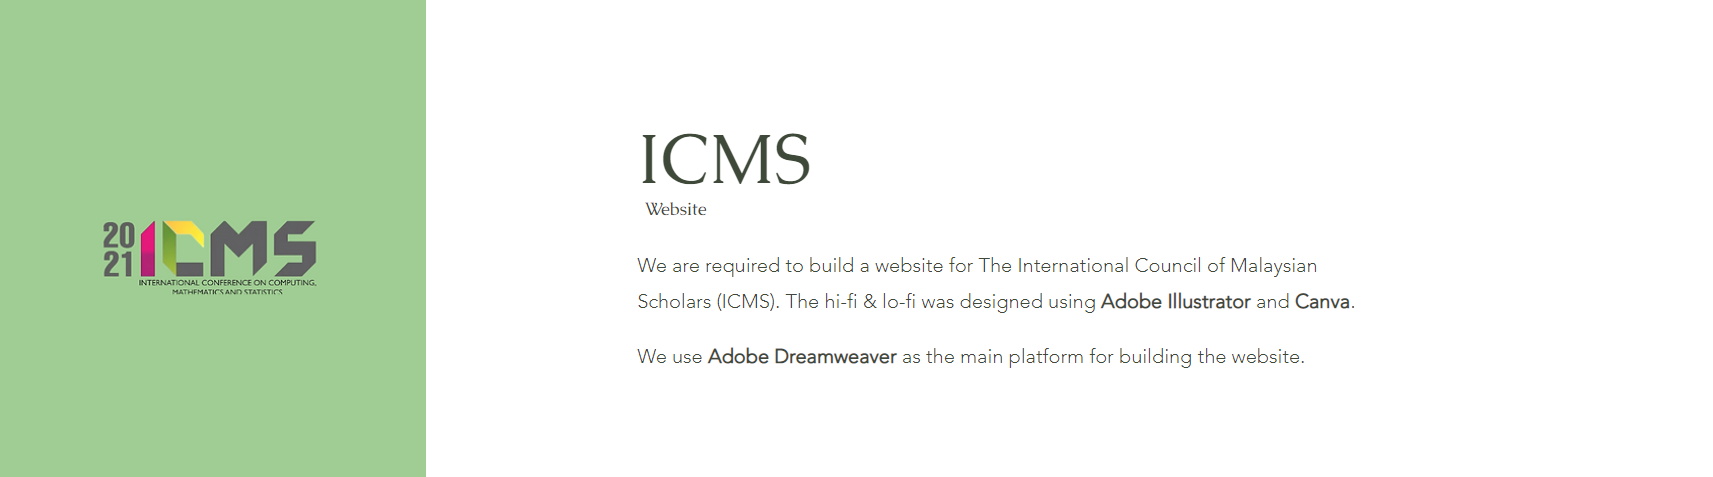 20
21 ICMS
INTERNATIONAL CONFERENCE ON COMPUTING,
MATHEMATICS AND STATISTICS
ICMS
Website
We are required to build a website for The International Council of Malaysian
Scholars (ICMS). The hi-fi & lo-fi was designed using Adobe Illustrator and Canva.
We use Adobe Dreamweaver as the main platform for building the website.